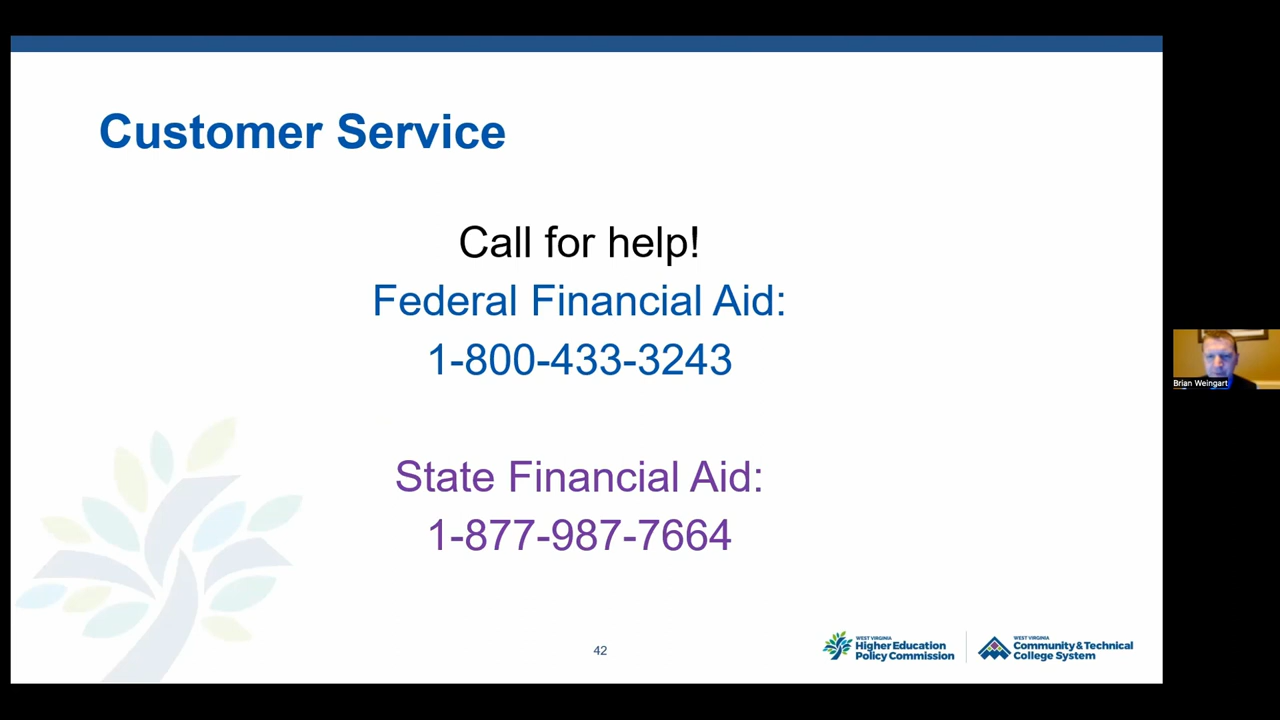 Customer Service
Call for help!
Federal Financial Aid:
1-800-433-3243
State Financial Aid:
1-877-987-7664
Brian Weingart
42
WEST VIRGINIA
Higher Education
Policy Commission
WEST VIRGINIA
Community & Technical
College System